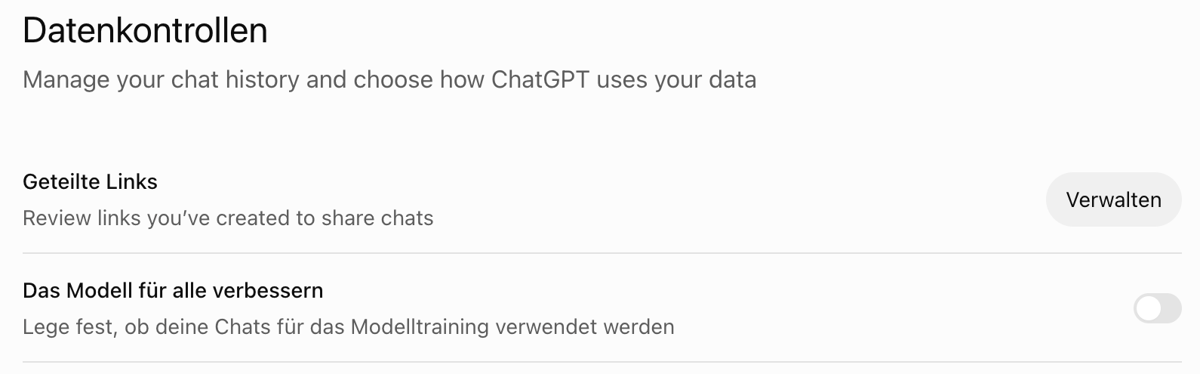 Datenkontrollen
Manage your chat history and choose how ChatGPT uses your data
Geteilte Links
Review links you’ve created to share chats
Verwalten
Das Modell für alle verbessern
Lege fest, ob deine Chats für das Modelltraining verwendet werden